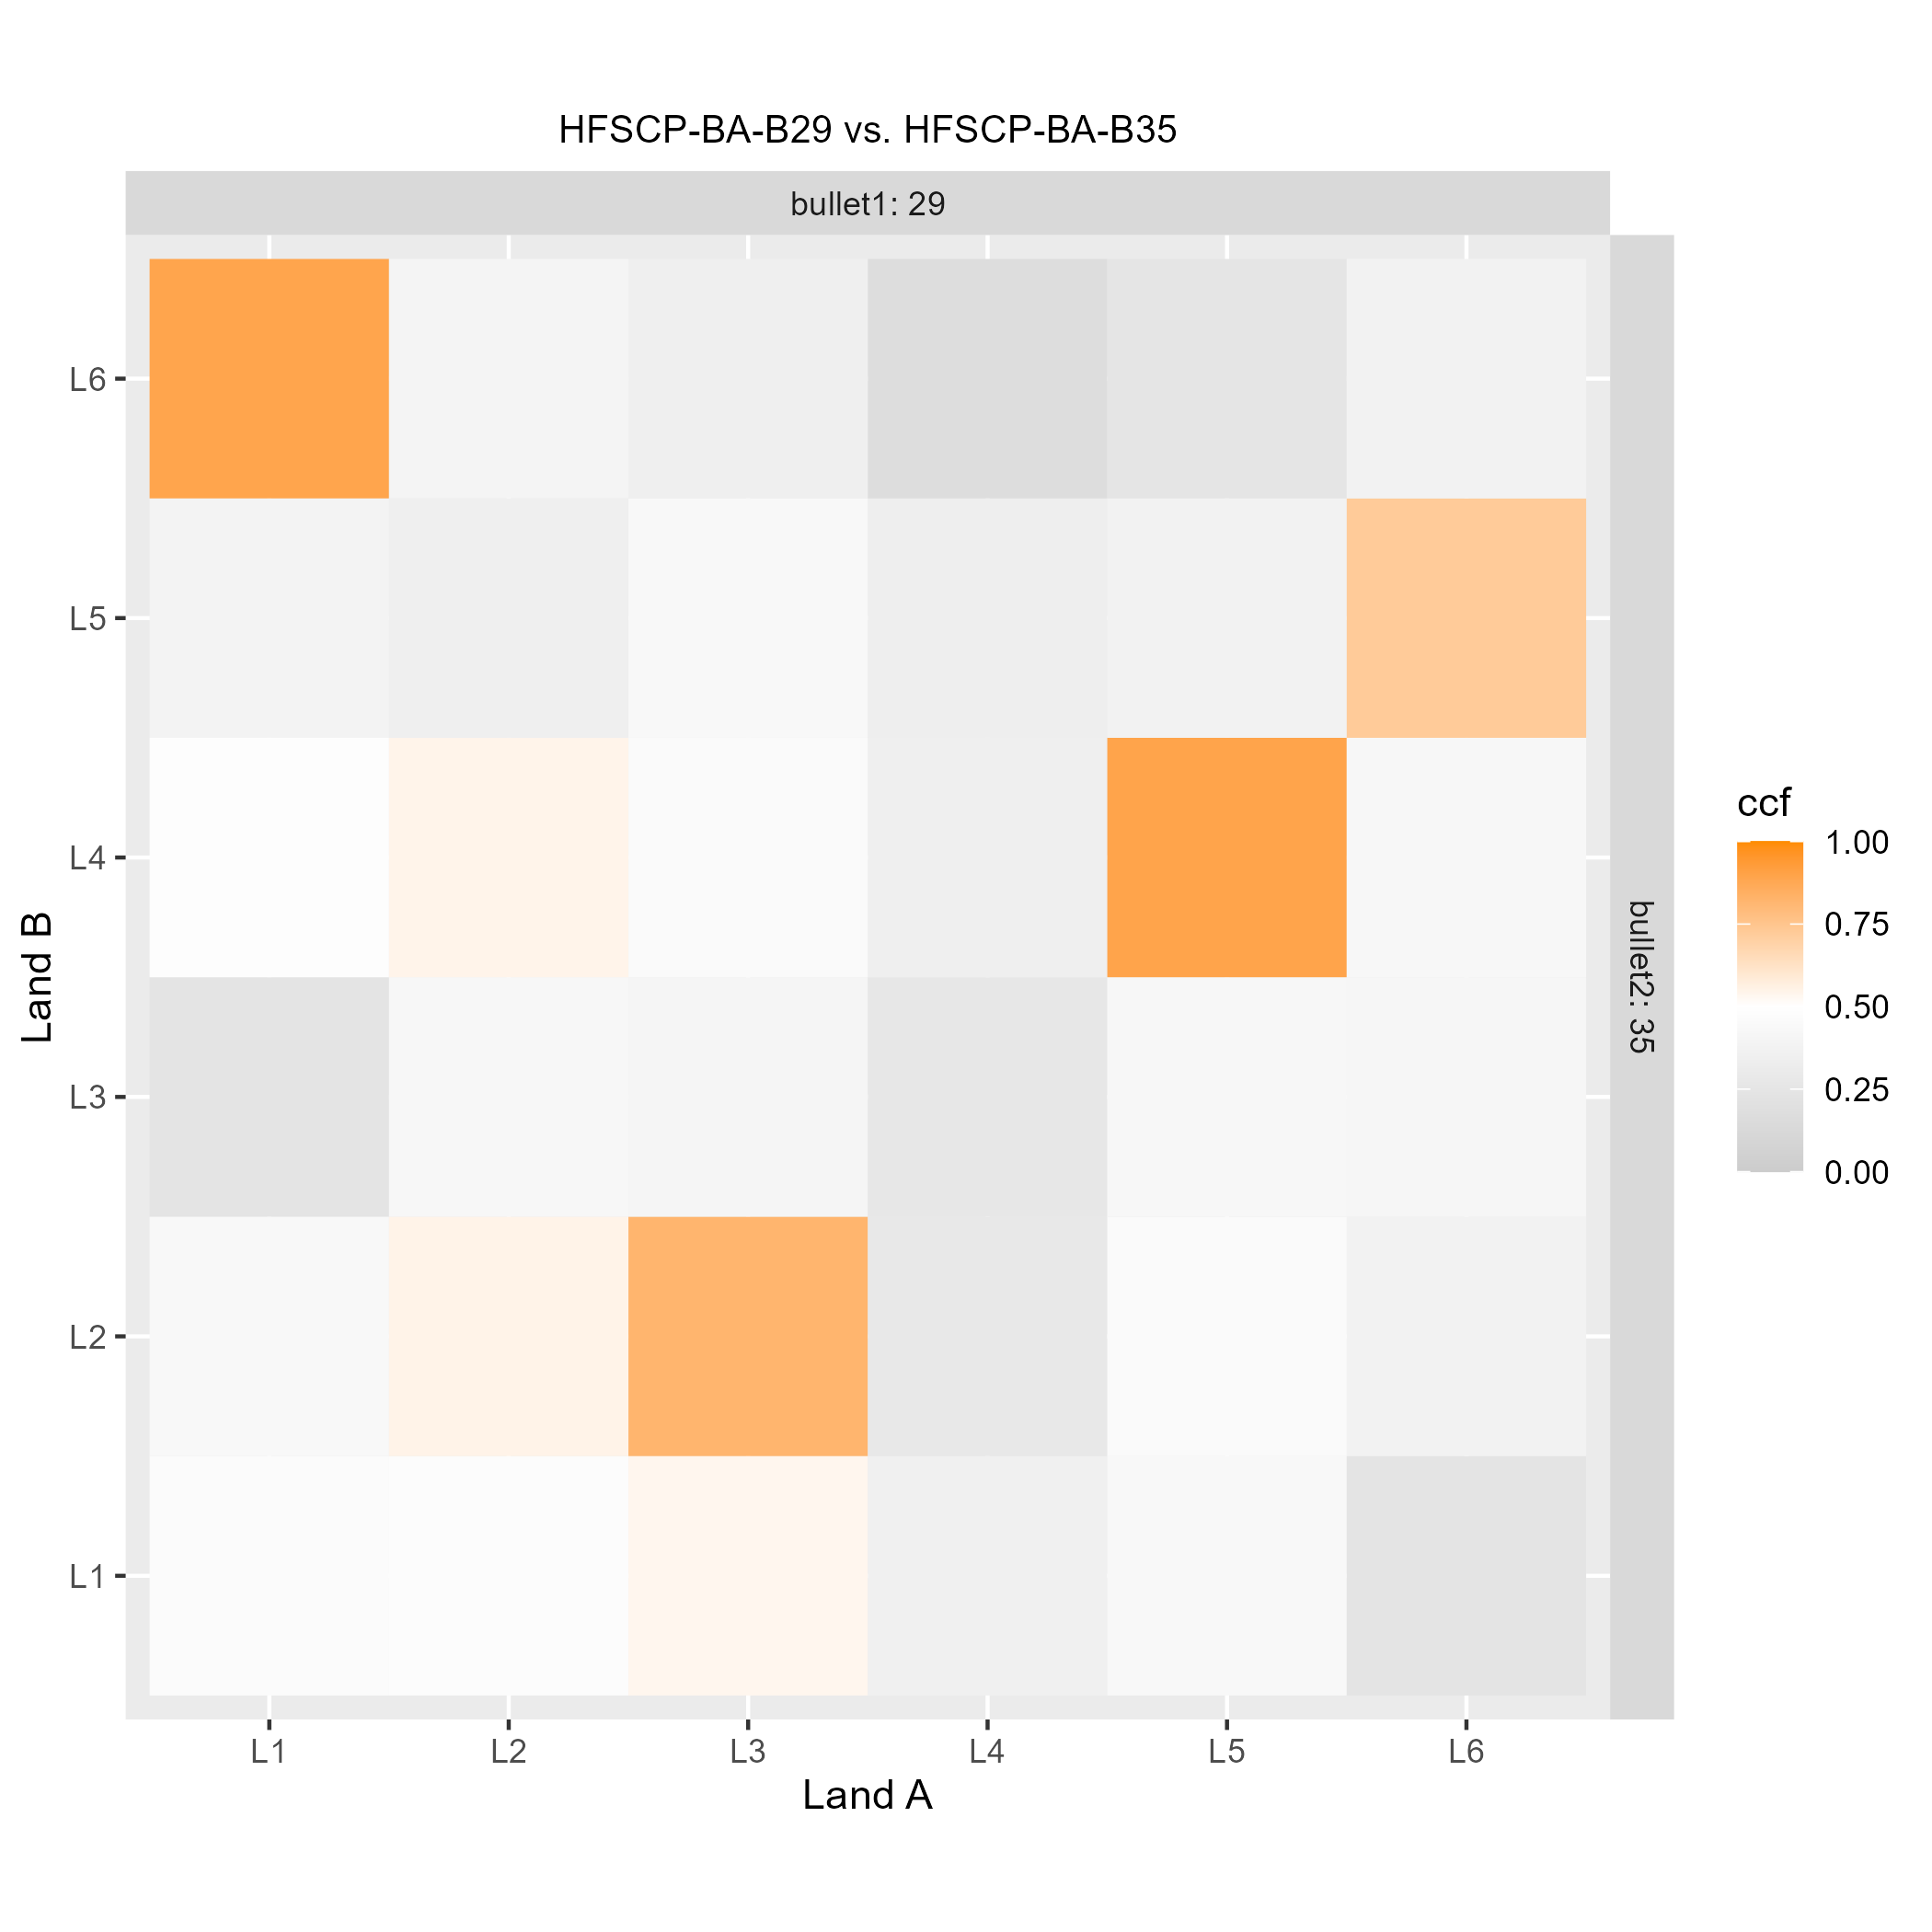 HFSCP-BA-B29 vs. HFSCP-BA-B35
bullet1: 29
L6
L5
L4
L3
L2
L1
Land B
bullet2: 35
L1 L2 L3 L4 L5 L6
Land A
ccf
1.00
0.75
0.50
0.25
0.00